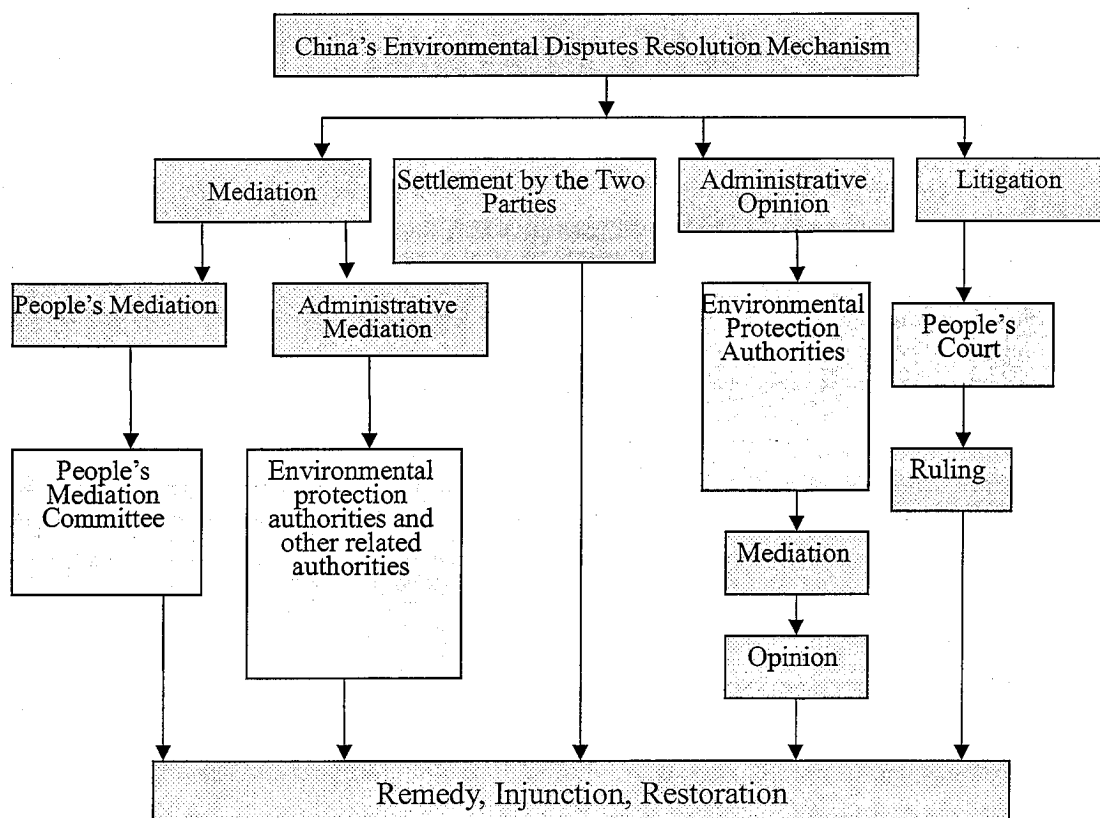 China's Environmental Disputes Resolution Mechanism
Mediation
Settlement by the Two
Parties
Administrative
Opinion
Litigation
People's Mediation
Administrative
Mediation
Environmental
Protection
Authorities
People's
Court
People's
Mediation
Committee
Environmental
protection
authorities and
other related
authorities
Ruling
Mediation
Opinion
Remedy, Injunction, Restoration